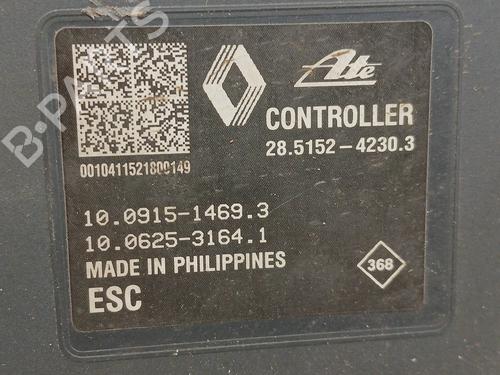 Ate
CONTROLLER
28.5152-4230.3
0010411521800149
10.0915-1469.3
10.0625-3164.1
MADE IN PHILIPPINES
368
ESC
B-PARTS